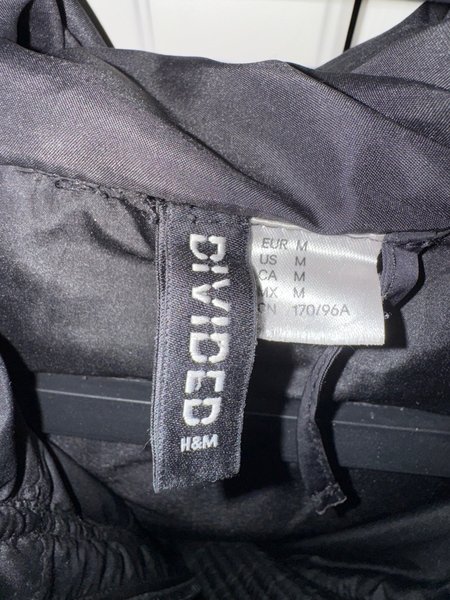 DIVIDED
H&M
EUR M
US M
CA M
MX M
CN 170/96A